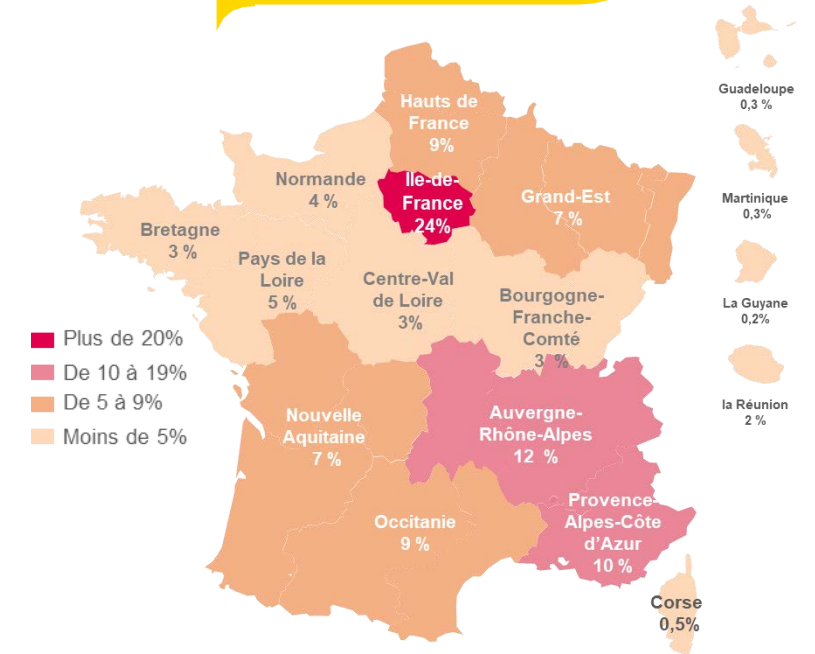 Guadeloupe
0,3 %
Hauts de
France
9%
Normande
4 %
Ile-de-
France
24%
Grand-Est
7 %
Martinique
0,3%
Bretagne
3 %
Pays de la
Loire
5 %
Centre-Val
de Loire
3%
Bourgogne-
Franche-
Comté
3 %
La Guyane
0,2%
Plus de 20%
De 10 à 19%
De 5 à 9%
Moins de 5%
la Réunion
2 %
Nouvelle
Aquitaine
7 %
Auvergne-
Rhône-Alpes
12 %
Occitanie
9 %
Provence-
Alpes-Côte
d’Azur
10 %
Corse
0,5%